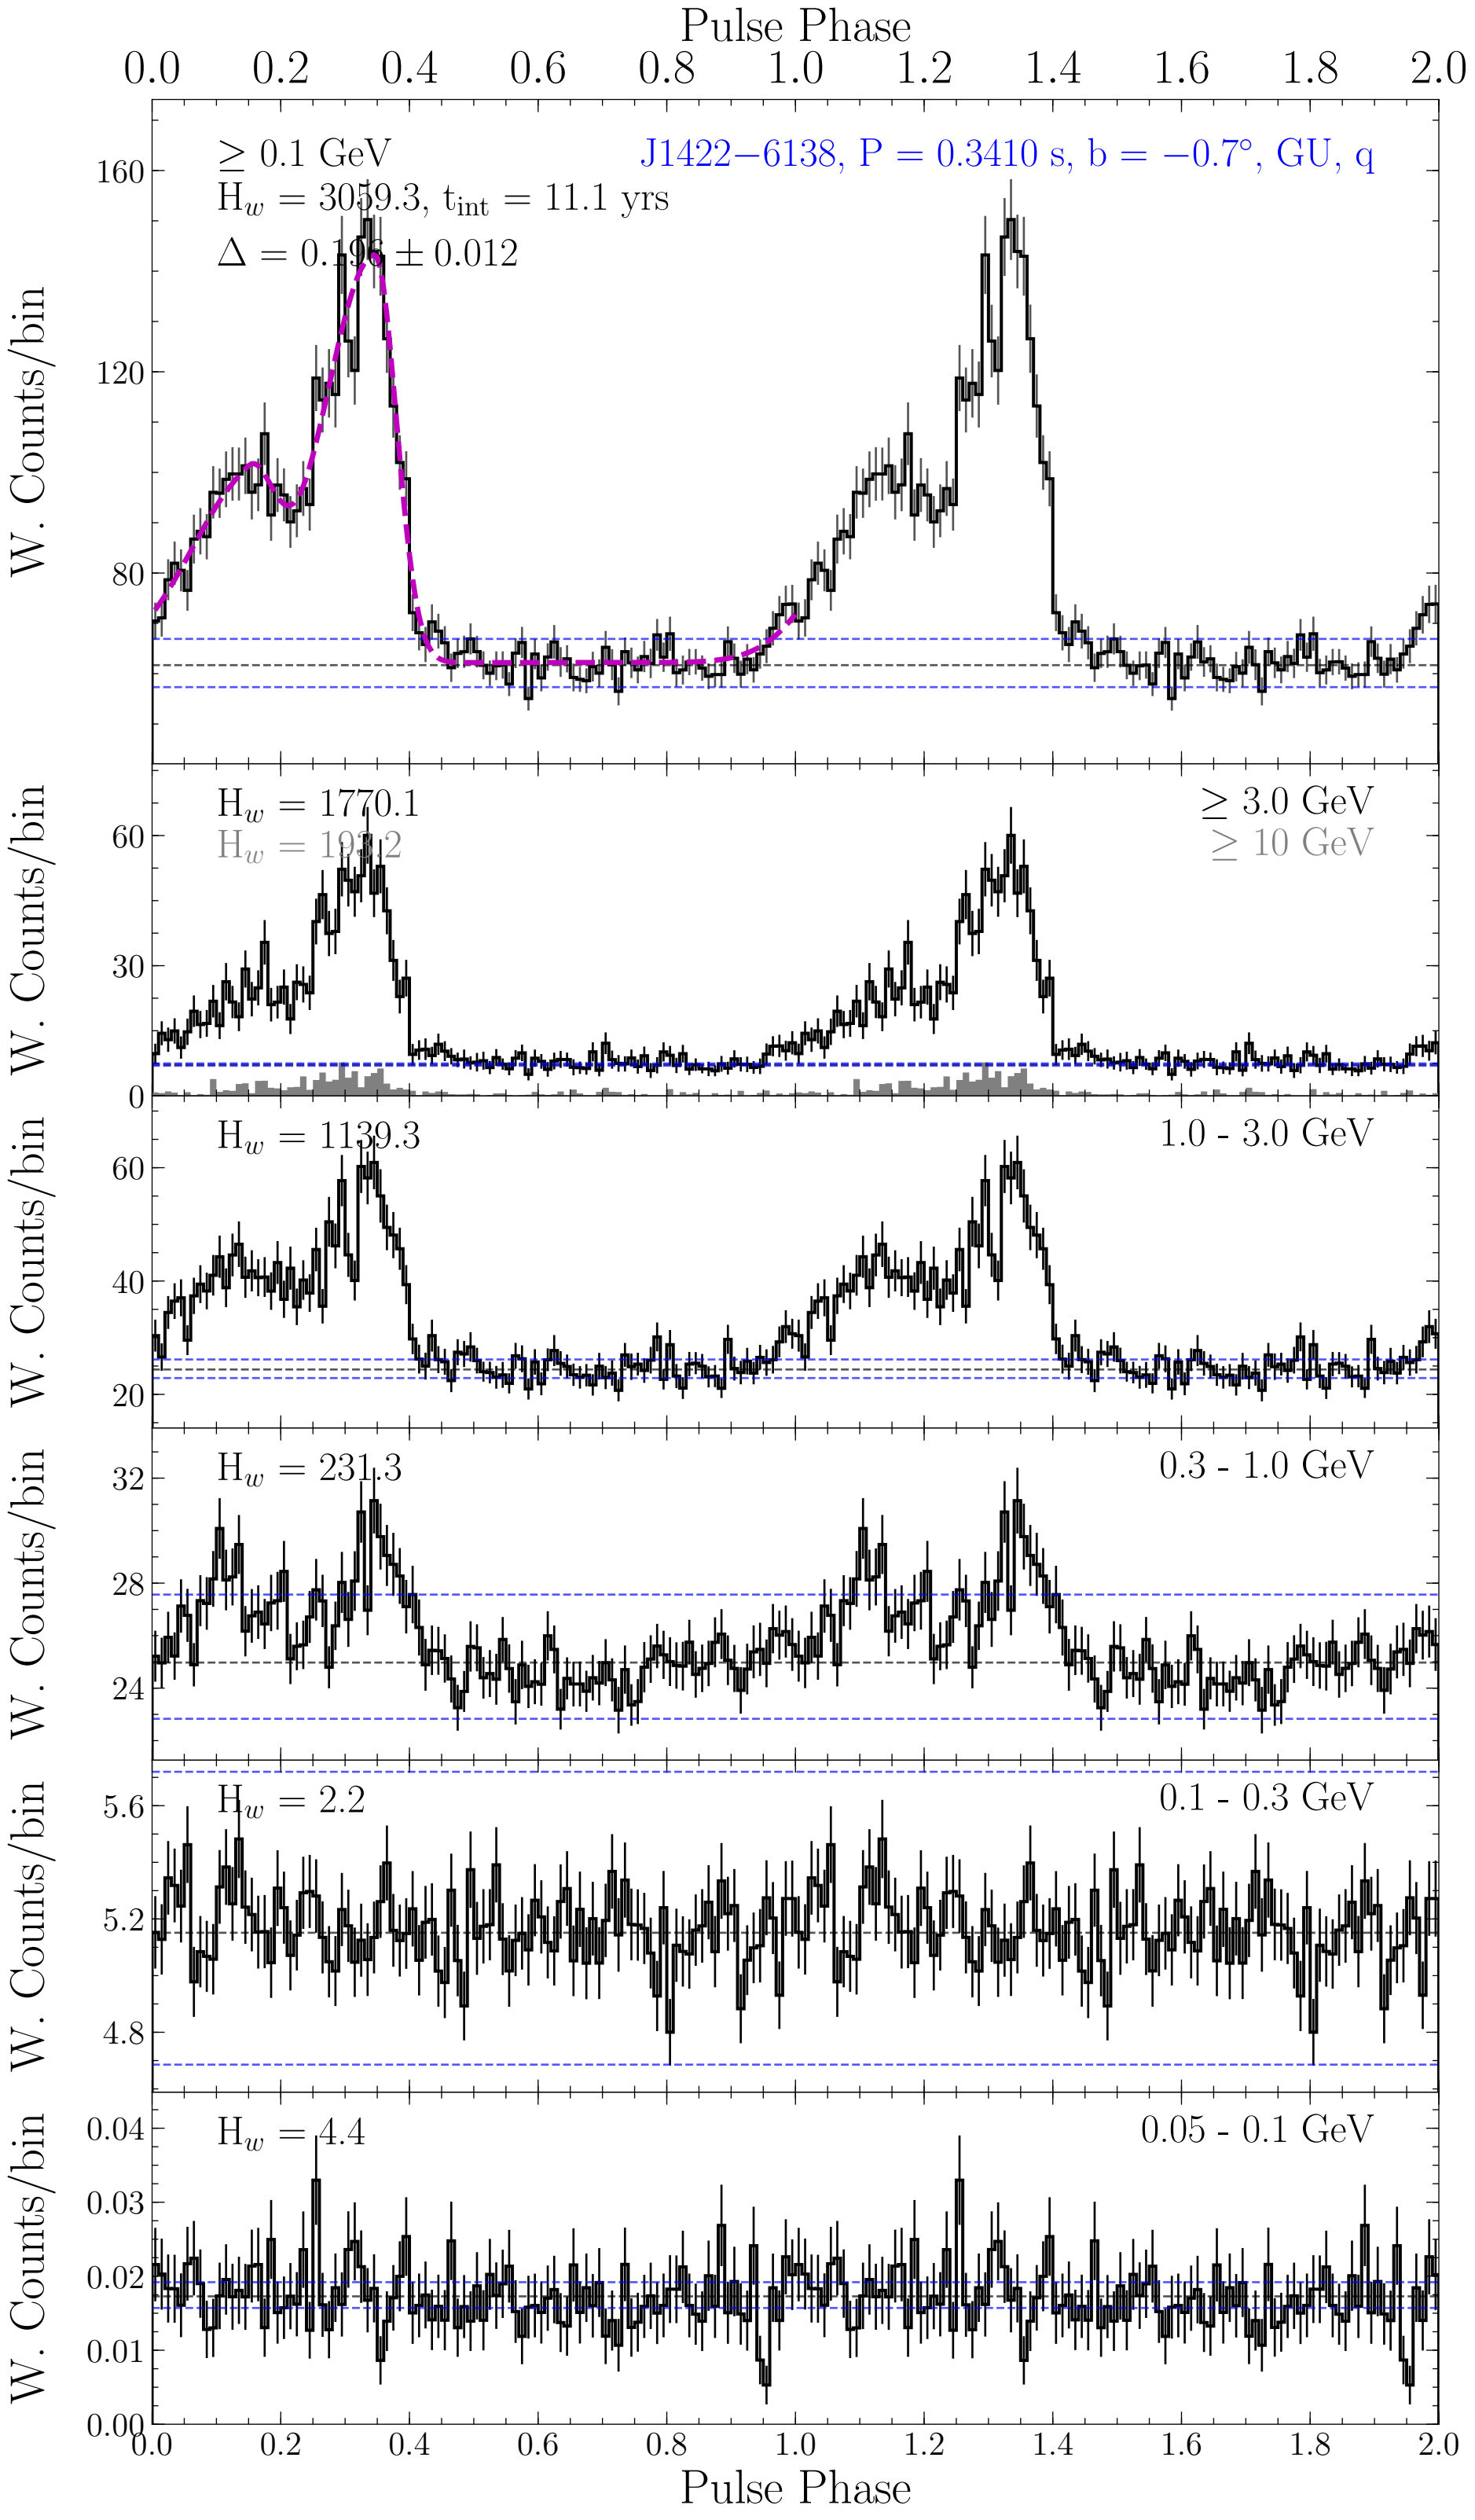 Pulse Phase
0.0 0.2 0.4 0.6 0.8 1.0 1.2 1.4 1.6 1.8 2.0
≥ 0.1 GeV
J1422−6138, P = 0.3410 s, b = −0.7°, GU, q
H_w = 3059.3, t_int = 11.1 yrs
Δ = 0.196 ± 0.012
W. Counts/bin
160
120
80
H_w = 1770.1
≥ 3.0 GeV
H_w = 193.2
≥ 10 GeV
W. Counts/bin
60
30
0
H_w = 1139.3
1.0 - 3.0 GeV
W. Counts/bin
60
40
20
H_w = 231.3
0.3 - 1.0 GeV
W. Counts/bin
32
28
24
H_w = 2.2
0.1 - 0.3 GeV
W. Counts/bin
5.6
5.2
4.8
H_w = 4.4
0.05 - 0.1 GeV
W. Counts/bin
0.04
0.03
0.02
0.01
0.00
0.0 0.2 0.4 0.6 0.8 1.0 1.2 1.4 1.6 1.8 2.0
Pulse Phase